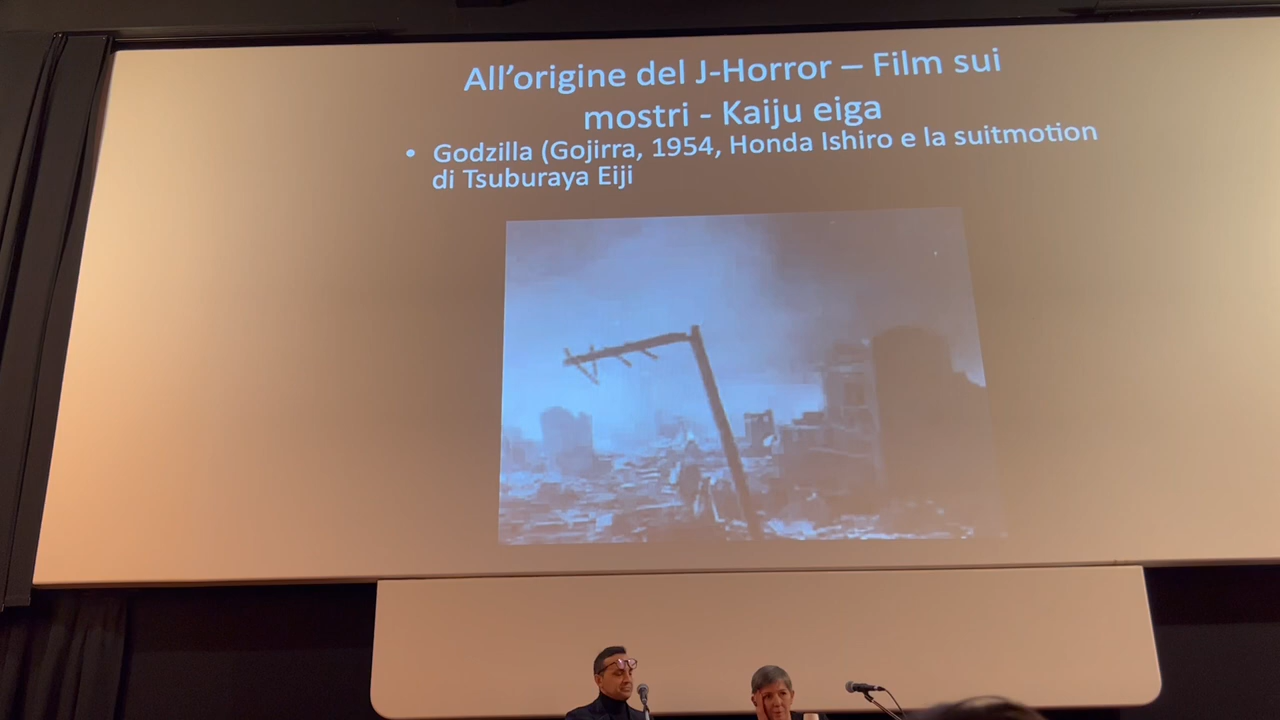 All'origine del J-Horror – Film sui
mostri - Kaiju eiga
• Godzilla (Gojirra, 1954, Honda Ishiro e la suitmotion
di Tsuburaya Eiji